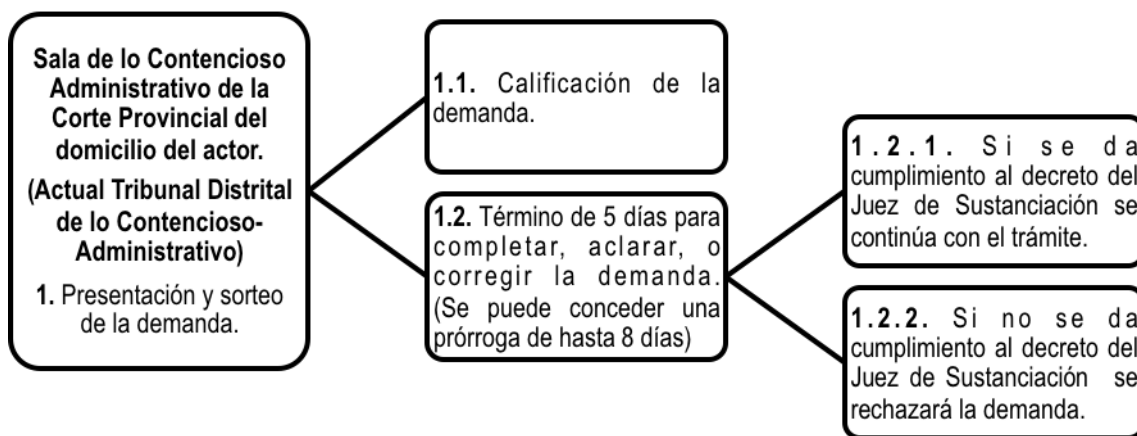 Sala de lo Contencioso
Administrativo de la
Corte Provincial del
domicilio del actor.
(Actual Tribunal Distrital
de lo Contencioso-
Administrativo)
1. Presentación y sorteo
de la demanda.
1.1. Calificación de la
demanda.
1.2. Término de 5 días para
completar, aclarar, o
corregir la demanda.
(Se puede conceder una
prórroga de hasta 8 días)
1.2.1. Si se da
cumplimiento al decreto del
Juez de Sustanciación se
continúa con el trámite.
1.2.2. Si no se da
cumplimiento al decreto del
Juez de Sustanciación se
rechazará la demanda.